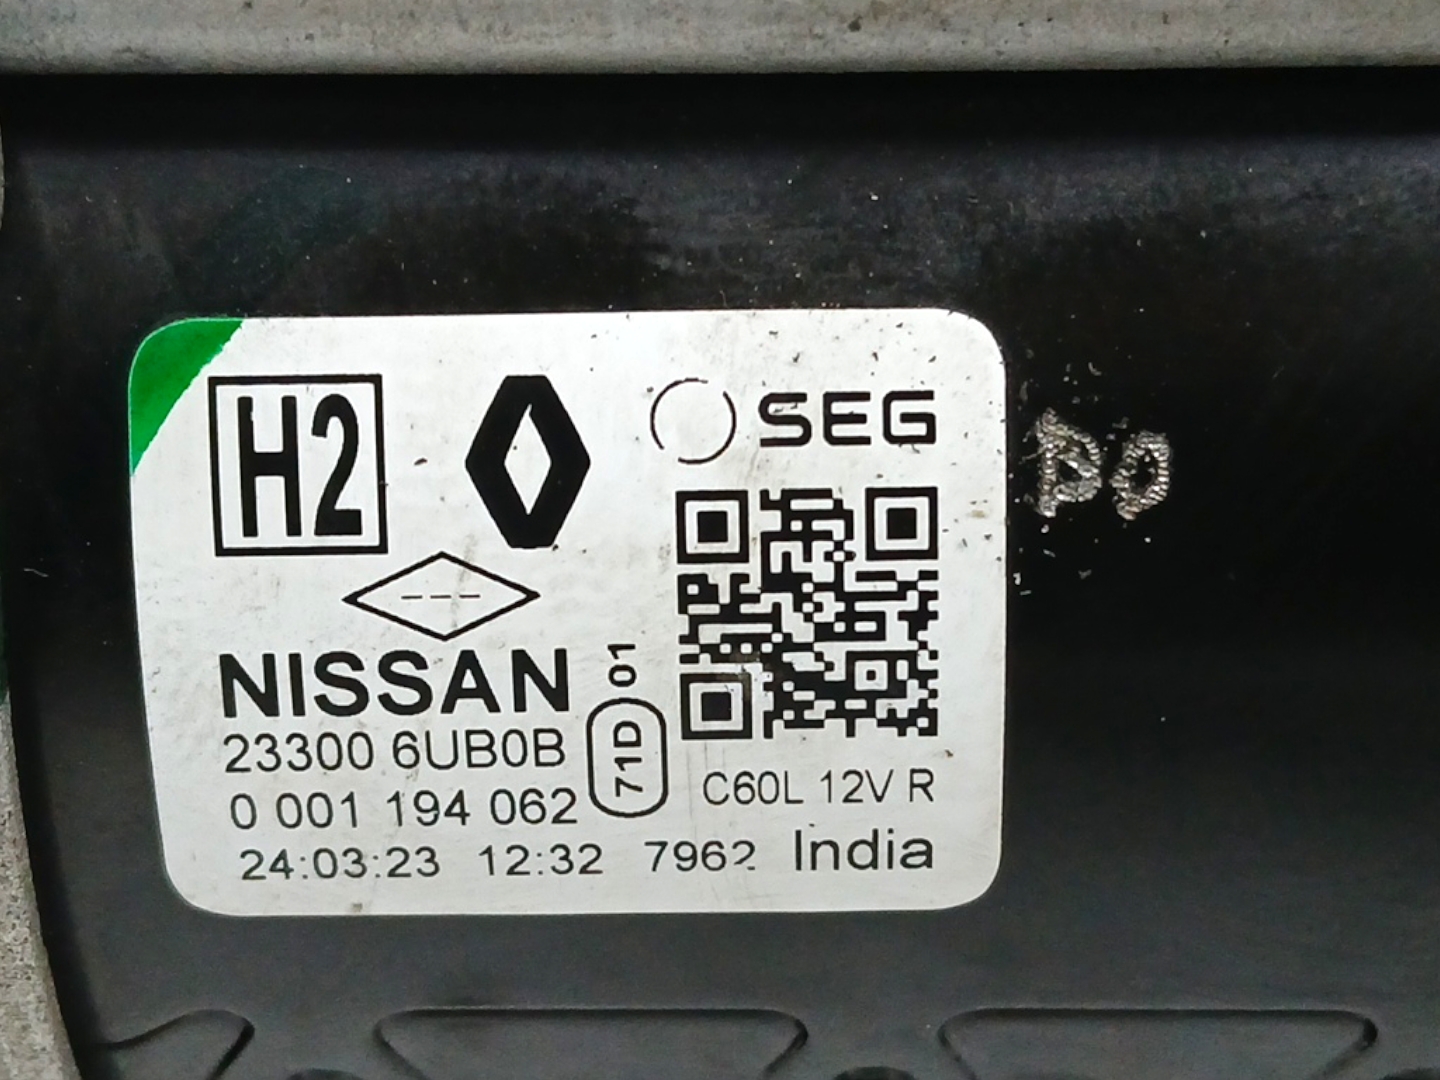 H2
SEG
NISSAN
01
71D
23300 6UB0B
0 001 194 062
C60L 12V R
24:03:23 12:32 7962 India